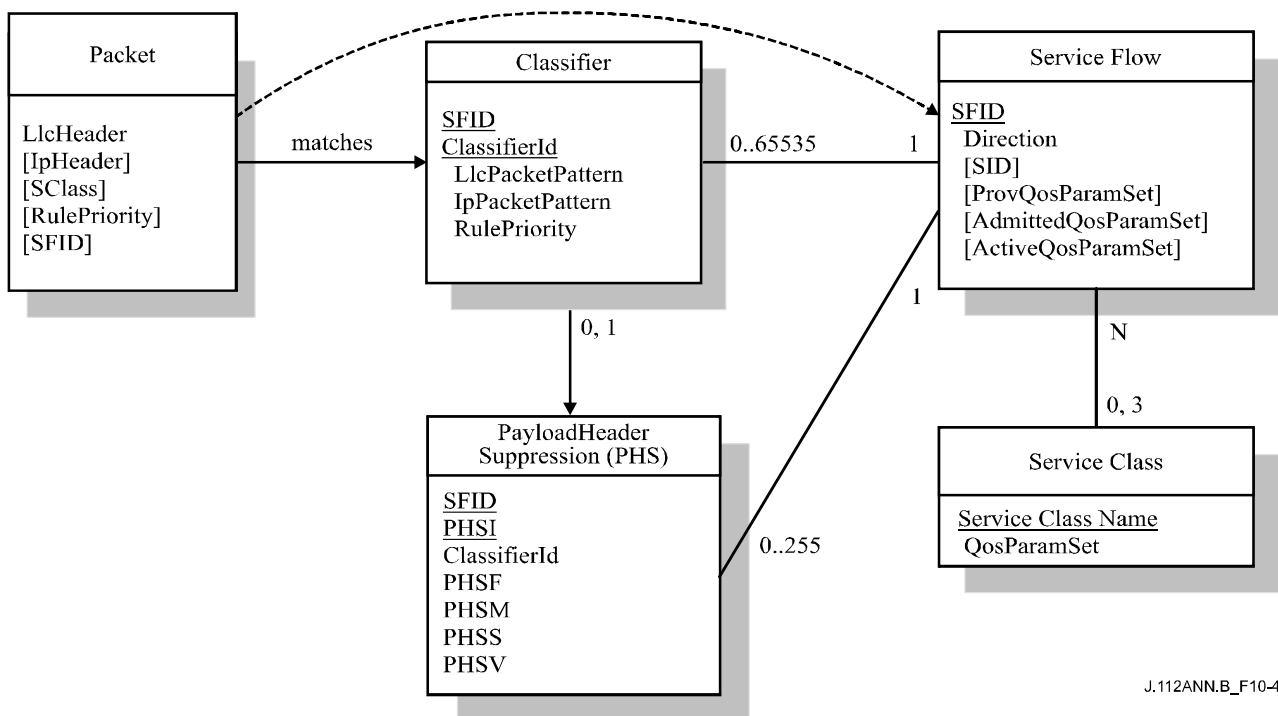 Packet
LlcHeader
[IpHeader]
[SClass]
[RulePriority]
[SFID]
matches
Classifier
SFID
ClassifierId
LlcPacketPattern
IpPacketPattern
RulePriority
0..65535
1
Service Flow
SFID
Direction
[SID]
[ProvQosParamSet]
[AdmittedQosParamSet]
[ActiveQosParamSet]
0, 1
1
N
0, 3
PayloadHeader
Suppression (PHS)
SFID
PHSI
ClassifierId
PHSF
PHSM
PHSS
PHSV
0..255
Service Class
Service Class Name
QosParamSet
J.112ANN.B_F10-4